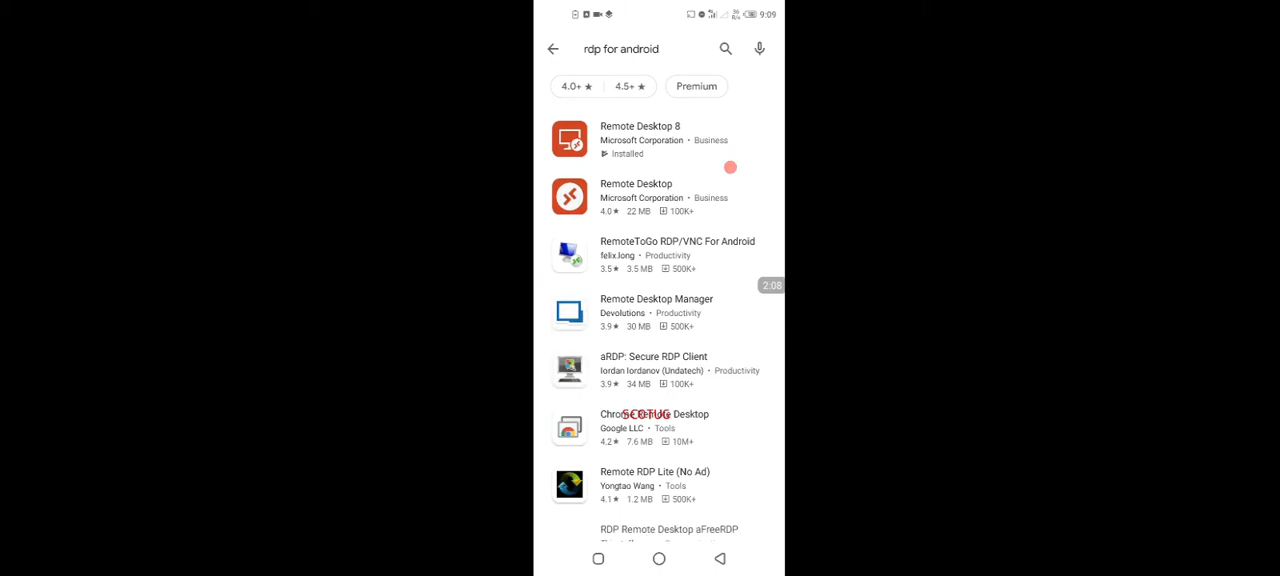 9:09
rdp for android
4.0+ ★ 4.5+ ★ Premium
Remote Desktop 8
Microsoft Corporation • Business
Installed
Remote Desktop
Microsoft Corporation • Business
4.0★ 22 MB 100K+
RemoteToGo RDP/VNC For Android
felix.long • Productivity
3.5★ 3.5 MB 500K+
2:08
Remote Desktop Manager
Devolutions • Productivity
3.9★ 30 MB 500K+
aRDP: Secure RDP Client
Iordan Iordanov (Undatech) • Productivity
3.9★ 34 MB 100K+
Chrome Remote Desktop
SCOTUG
Google LLC • Tools
4.2★ 7.6 MB 10M+
Remote RDP Lite (No Ad)
Yongtao Wang • Tools
4.1★ 1.2 MB 500K+
RDP Remote Desktop aFreeRDP